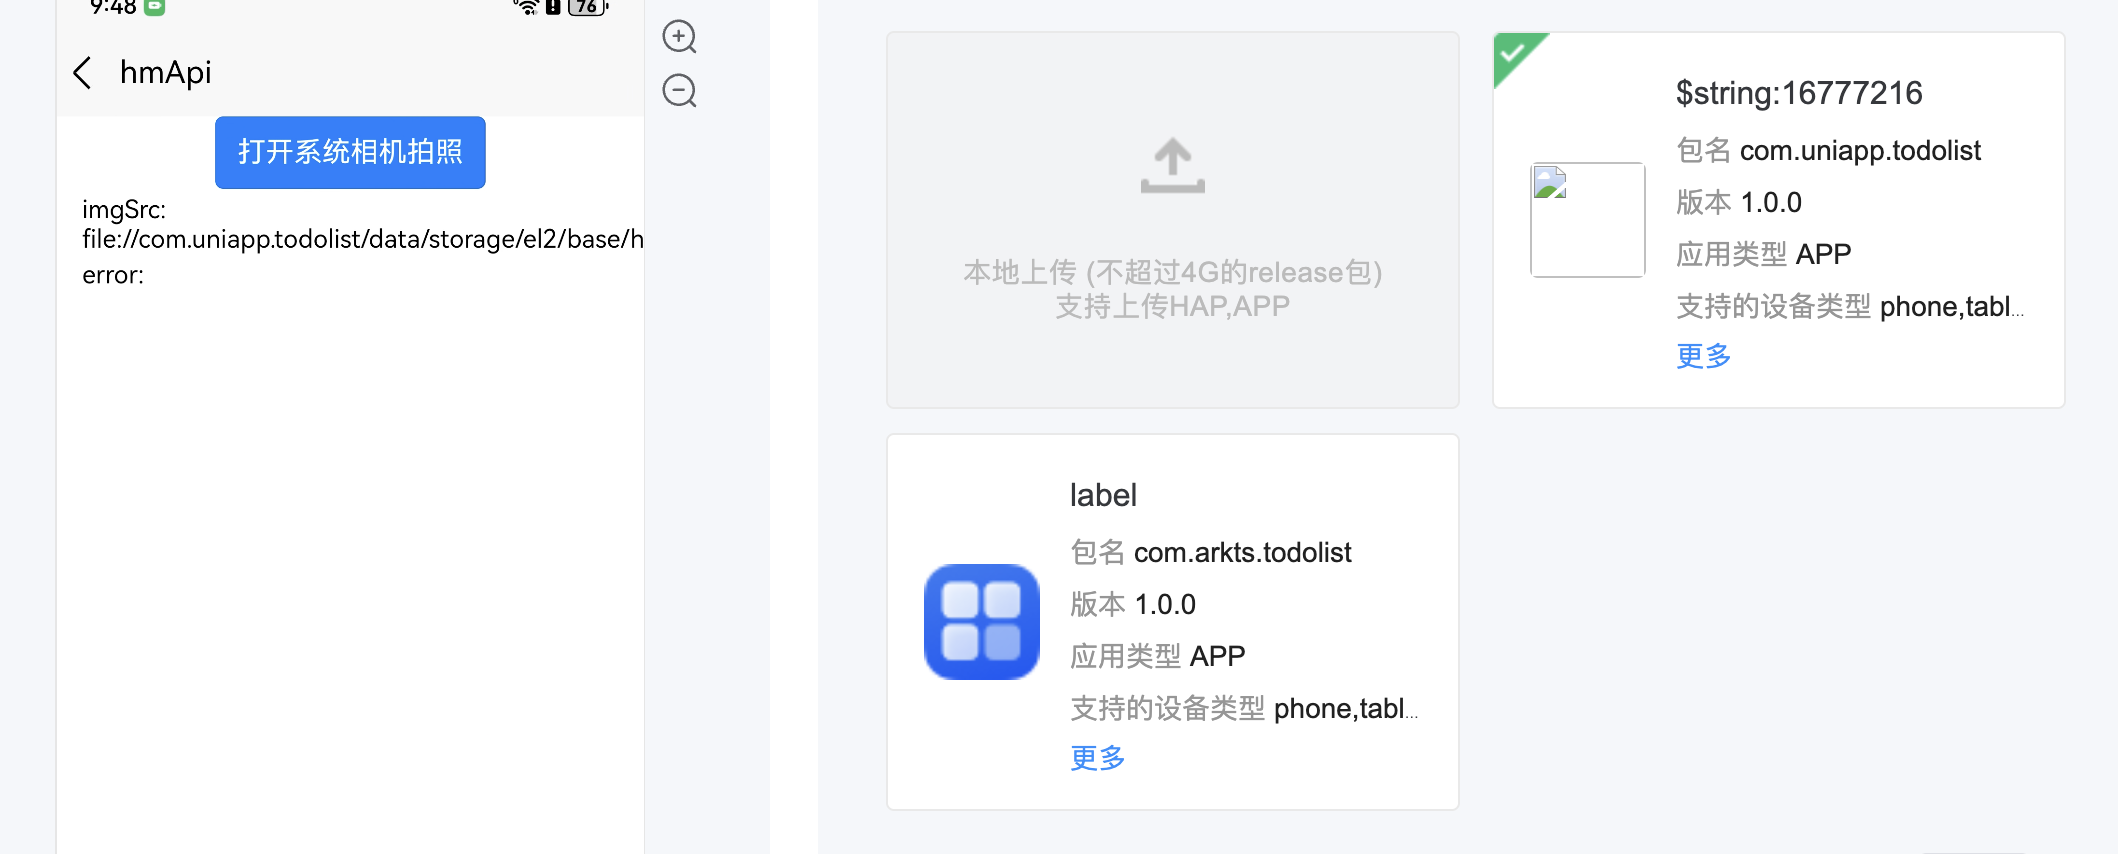 9:48
76
hmApi
打开系统相机拍照
imgSrc:
file://com.uniapp.todolist/data/storage/el2/base/h
error:
本地上传 (不超过4G的release包)
支持上传HAP,APP
$string:16777216
包名 com.uniapp.todolist
版本 1.0.0
应用类型 APP
支持的设备类型 phone,tabl...
更多
label
包名 com.arkts.todolist
版本 1.0.0
应用类型 APP
支持的设备类型 phone,tabl...
更多